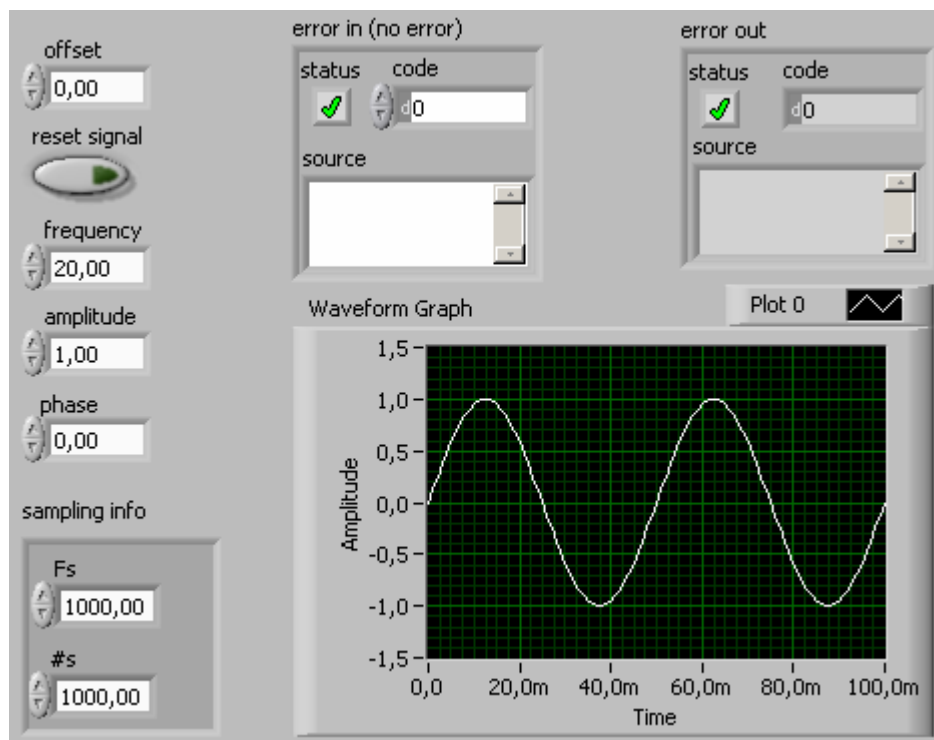 offset
0,00
reset signal
frequency
20,00
amplitude
1,00
phase
0,00
sampling info
Fs
1000,00
#s
1000,00
error in (no error)
status code
d0
source
error out
status code
d0
source
Waveform Graph
Plot 0
Amplitude
1,5
1,0
0,5
0,0
-0,5
-1,0
-1,5
0,0 20,0m 40,0m 60,0m 80,0m 100,0m
Time